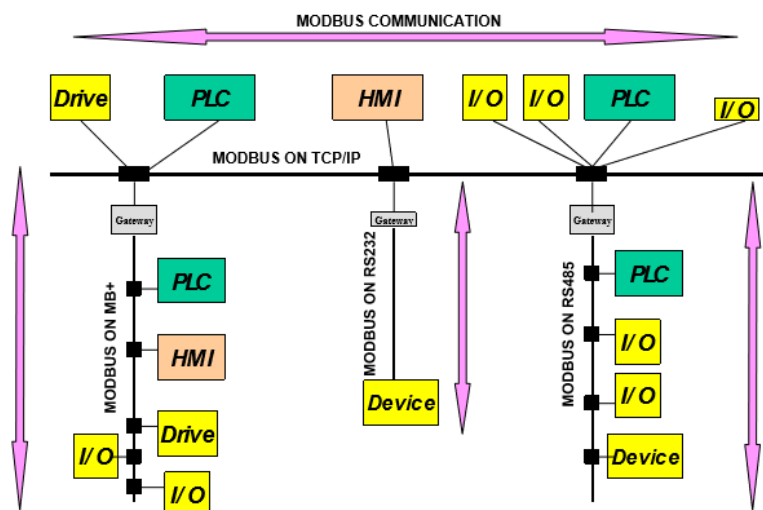 MODBUS COMMUNICATION
Drive
PLC
HMI
I/O
I/O
PLC
I/O
MODBUS ON TCP/IP
Gateway
Gateway
Gateway
MODBUS ON MB+
PLC
HMI
Drive
I/O
I/O
MODBUS ON RS232
Device
MODBUS ON RS485
PLC
I/O
I/O
Device